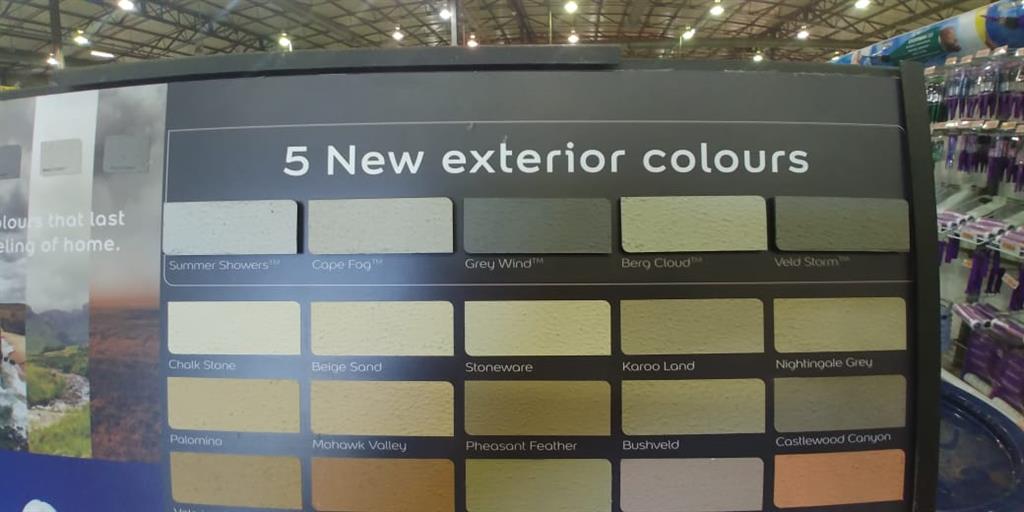 5 New exterior colours
olours that last
eling of home.
Summer Showers™ Cape Fog™ Grey Wind™ Berg Cloud™ Veld Storm™
Chalk Stone Beige Sand Stoneware Karoo Land Nightingale Grey
Palomino Mohawk Valley Pheasant Feather Bushveld Castlewood Canyon